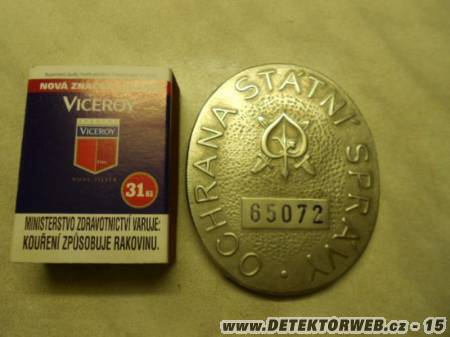 NOVÁ ZNAČ
VICEROY
VICEROY
31
MINISTERSTVO ZDRAVOTNICTVÍ VARUJE:
KOUŘENÍ ZPŮSOBUJE RAKOVINU.
OCHRANA STÁTNÍ SPRÁVY
65072
www.DETEKTORWEB.cz - 15